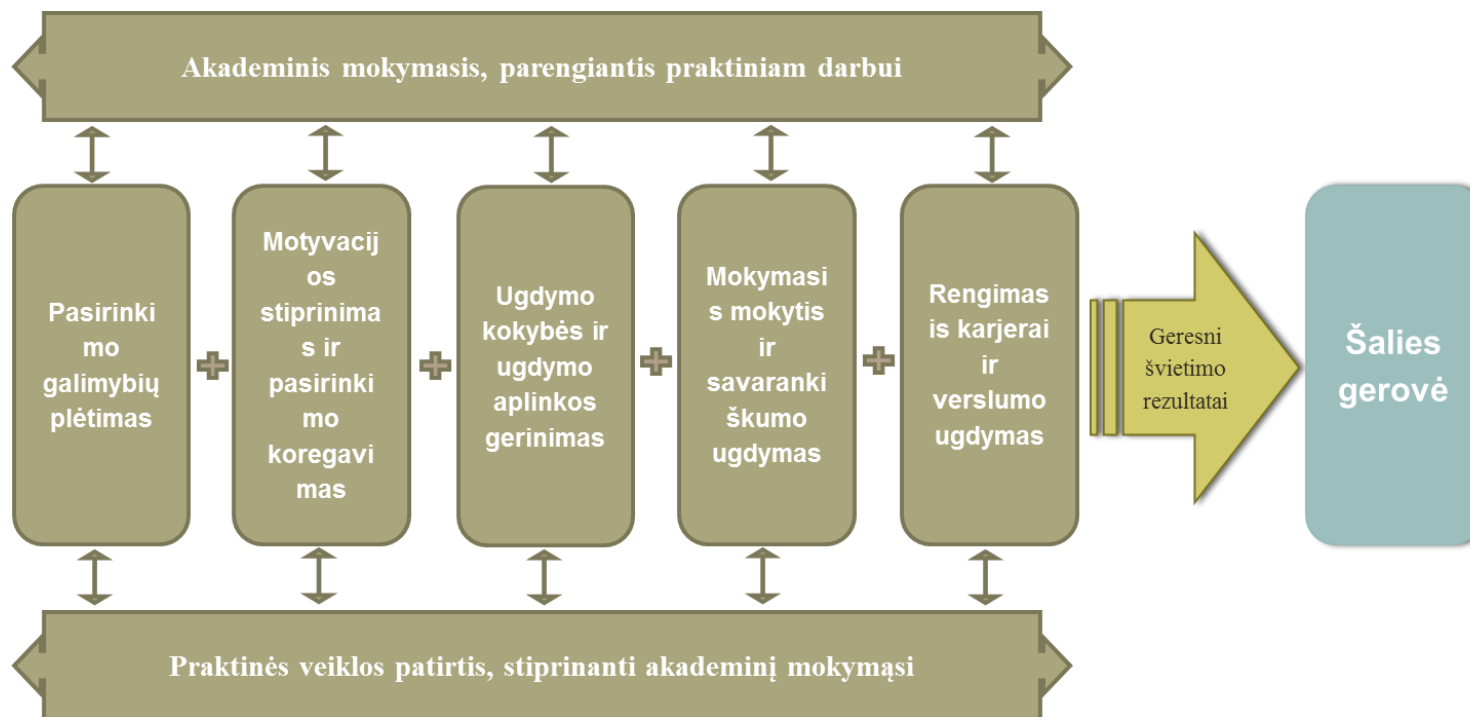 Akademinis mokymasis, parengiantis praktiniam darbui
Pasirinki
mo
galimybių
plėtimas
Motyvacij
os
stiprinima
s ir
pasirinki
mo
koregavi
mas
Ugdymo
kokybės ir
ugdymo
aplinkos
gerinimas
Mokymasi
s mokytis
ir
savaranki
škumo
ugdymas
Rengimas
is karjerai
ir
verslumo
ugdymas
Geresni
švietimo
rezultatai
Šalies
gerovė
Praktinės veiklos patirtis, stiprinanti akademinį mokymąsi